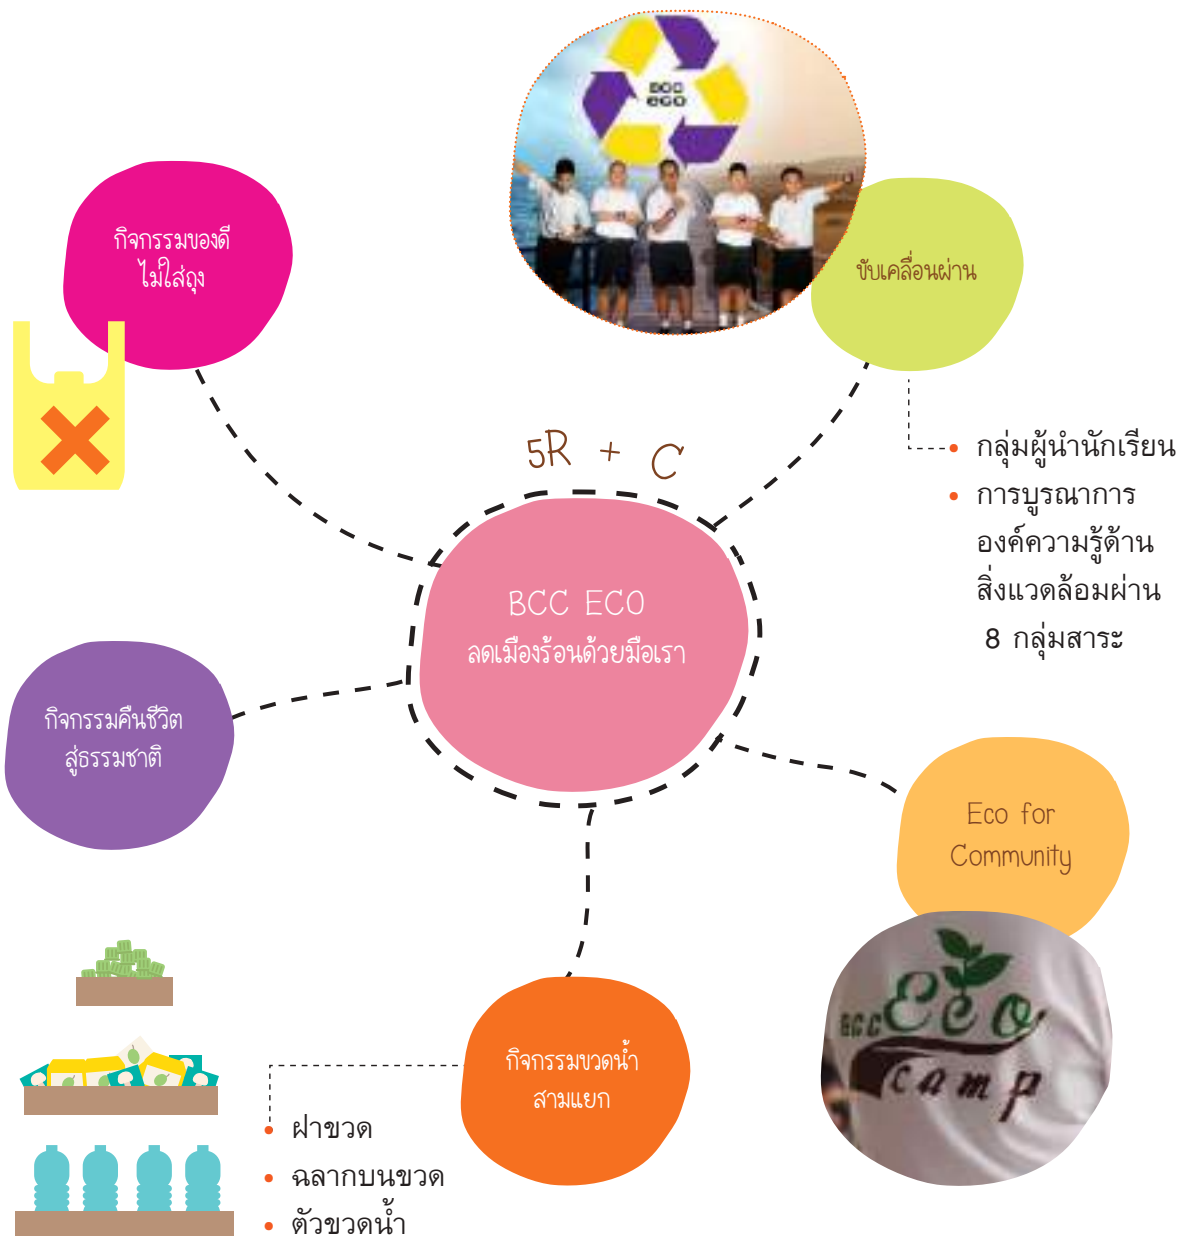 BCC
eco
กิจกรรมของดี
ไม่ใส่ถุง
ขับเคลื่อนผ่าน
กลุ่มผู้นำนักเรียน
การบูรณาการ
องค์ความรู้ด้าน
สิ่งแวดล้อมผ่าน
8 กลุ่มสาระ
5R + C
BCC ECO
ลดเมืองร้อนด้วยมือเรา
กิจกรรมคืนชีวิต
สู่ธรรมชาติ
Eco for
Community
BCC Eco
camp
กิจกรรมขวดน้ำ
สามแยก
ฝาขวด
ฉลากบนขวด
ตัวขวดน้ำ